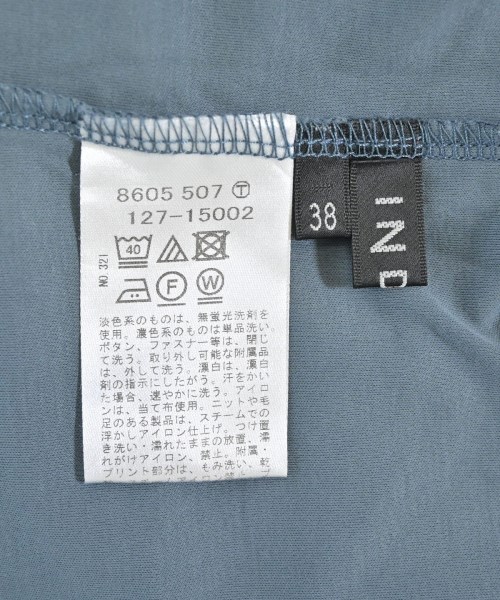 8605 507 Ⓣ
127-15002
NO.321
40
F
W
淡色系のものは、無蛍光洗剤を
使用。濃色系のものは単品洗い。
ボタン、ファスナー等は、閉じ
て洗う。取り外し可能な附属品
は、外して洗う。漂白は、漂白
剤の指示にしたがう。汗をかい
た場合、速やかに洗う。アイロ
ンは、当て布使用。ニットや毛
足のある製品は、スチームでの
浮かしアイロン仕上げ。つけ置
き洗い・濡れたままの放置、濡
れがけアイロン、禁止。附属・
プリント部分は、もみ洗い、乾
38
IND